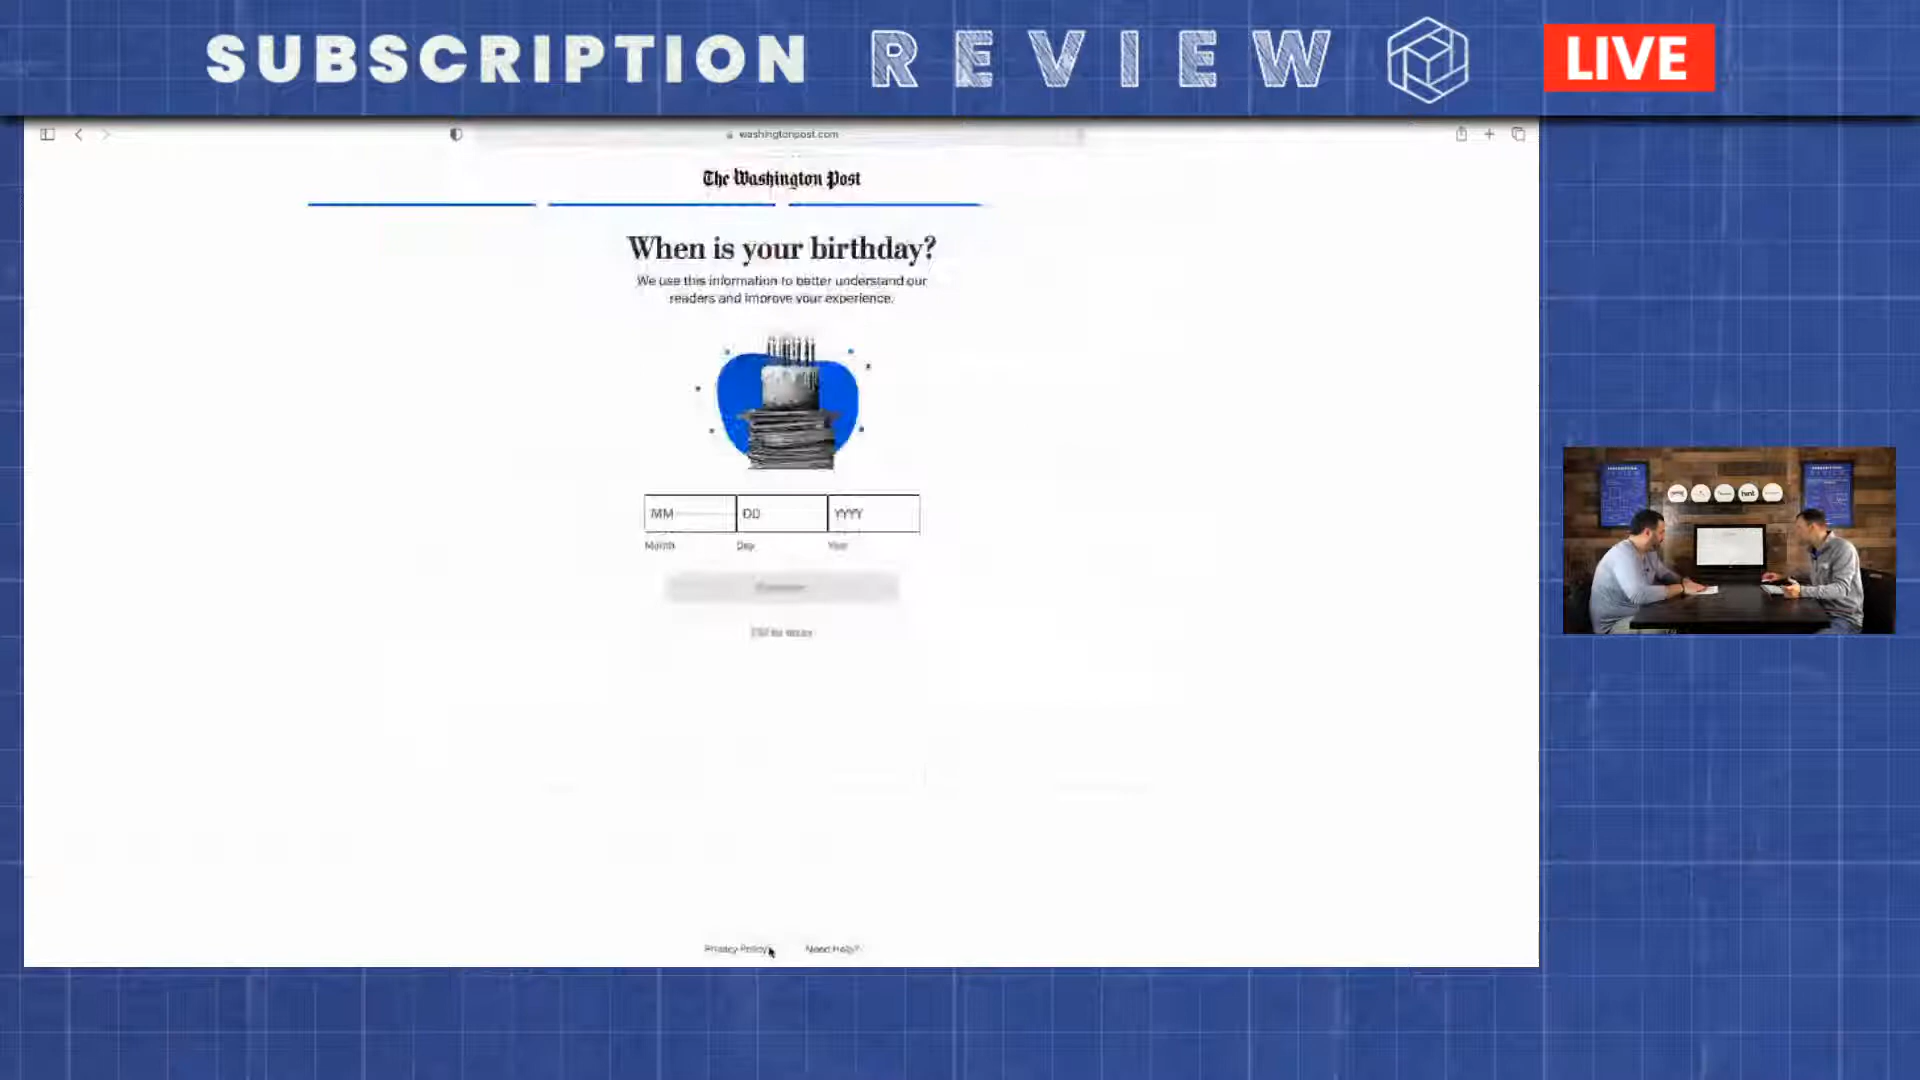 SUBSCRIPTION REVIEW LIVE
washingtonpost.com
The Washington Post
When is your birthday?
We use this information to better understand our
readers and improve your experience.
MM DD YYYY
Month Day Year
Privacy Policy Need Help?